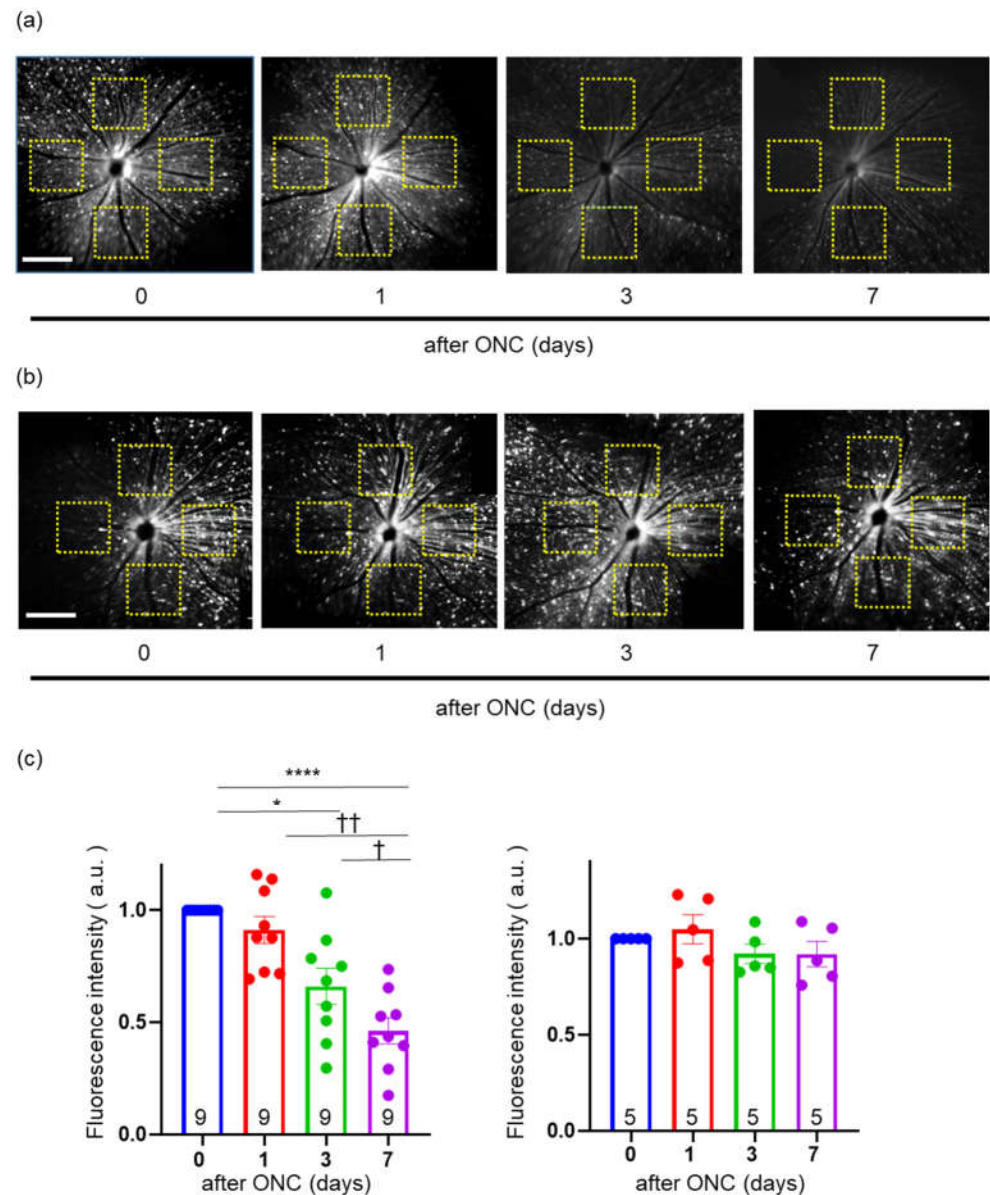 (a)
0 1 3 7
after ONC (days)
(b)
0 1 3 7
after ONC (days)
(c)
****
*
††
†
Fluorescence intensity ( a.u. )
1.0
0.5
0.0
9 9 9 9
0 1 3 7
after ONC (days)
Fluorescence intensity ( a.u. )
1.0
0.5
0.0
5 5 5 5
0 1 3 7
after ONC (days)